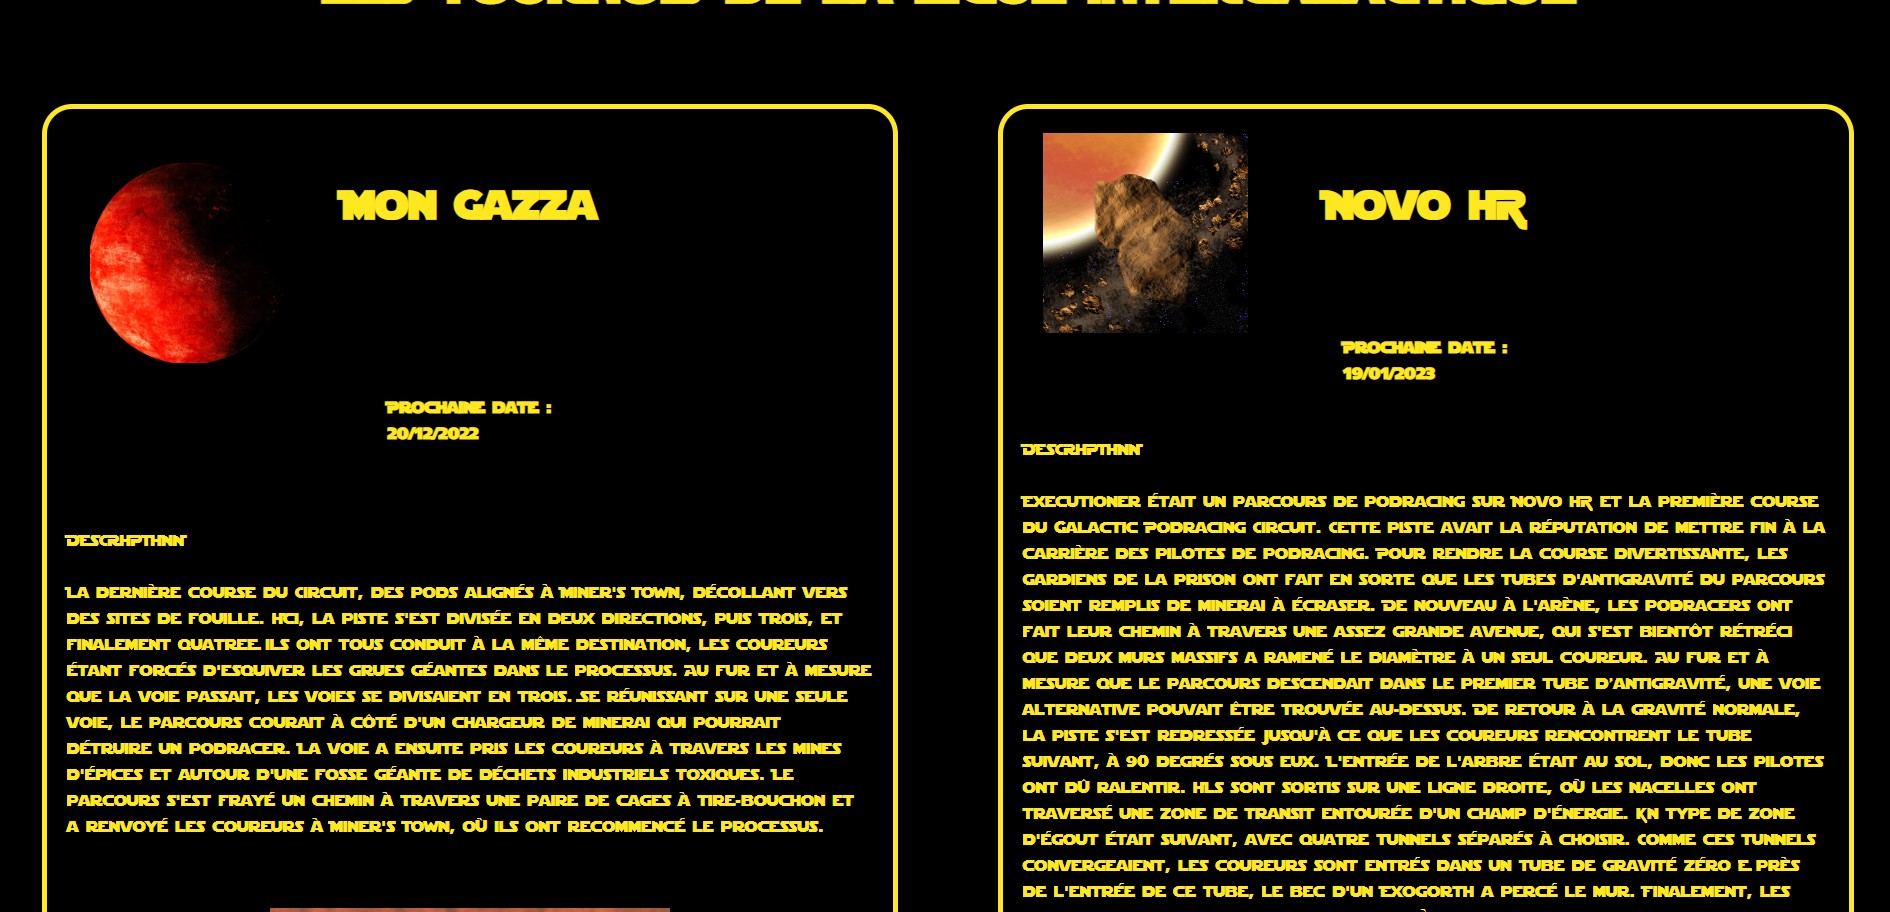 Mon Gazza
Prochaine date :
20/12/2022
DESCRIPTION
La dernière course du circuit, des pods alignés à Miner's Town, décollant vers
des sites de fouille. Ici, la piste s'est divisée en deux directions, puis trois, et
finalement quatre. Ils ont tous conduit à la même destination, les coureurs
étant forcés d'esquiver les grues géantes dans le processus. Au fur et à mesure
que la voie passait, les voies se divisaient en trois. Se réunissant sur une seule
voie, le parcours courait à côté d'un chargeur de minerai qui pourrait
détruire un podracer. La voie a ensuite pris les coureurs à travers les mines
d'épices et autour d'une fosse géante de déchets industriels toxiques. Le
parcours s'est frayé un chemin à travers une paire de cages à tire-bouchon et
a renvoyé les coureurs à Miner's Town, où ils ont recommencé le processus.
Novo IR
Prochaine date :
19/01/2023
DESCRIPTION
Executioner était un parcours de podracing sur Novo IR et la première course
du Galactic Podracing Circuit. Cette piste avait la réputation de mettre fin à la
carrière des pilotes de podracing. Pour rendre la course divertissante, les
gardiens de la prison ont fait en sorte que les tubes d'antigravité du parcours
soient remplis de minerai à écraser. De nouveau à l'arène, les podracers ont
fait leur chemin à travers une assez grande avenue, qui s'est bientôt rétréci
que deux murs massifs a ramené le diamètre à un seul coureur. Au fur et à
mesure que le parcours descendait dans le premier tube d'antigravité, une voie
alternative pouvait être trouvée au-dessus. De retour à la gravité normale,
la piste s'est redressée jusqu'à ce que les coureurs rencontrent le tube
suivant, à 90 degrés sous eux. L'entrée de l'arbre était au sol, donc les pilotes
ont dû ralentir. Ils sont sortis sur une ligne droite, où les nacelles ont
traversé une zone de transit entourée d'un champ d'énergie. Un type de zone
d'égout était suivant, avec quatre tunnels séparés à choisir. Comme ces tunnels
convergeaient, les coureurs sont entrés dans un tube de gravité zéro. Près
de l'entrée de ce tube, le bec d'un Exogorth a percé le mur. Finalement, les